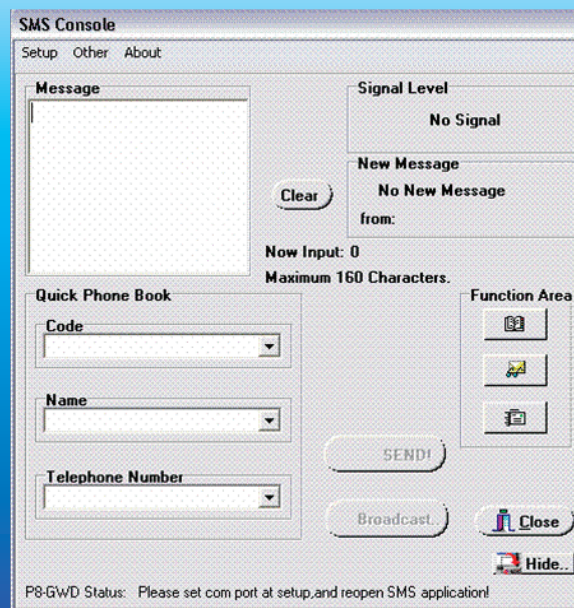 SMS Console
Setup Other About
Message
Signal Level
No Signal
New Message
No New Message
from:
Clear
Now Input: 0
Maximum 160 Characters.
Quick Phone Book
Code
Name
Telephone Number
Function Area
SEND!
Broadcast..
Close
Hide..
P8-GWD Status: Please set com port at setup,and reopen SMS application!